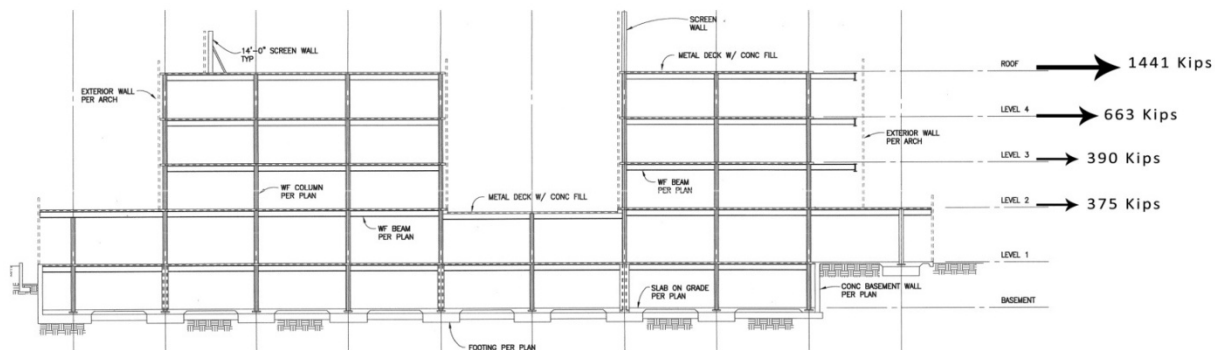 SCREEN
WALL
14'-0" SCREEN WALL
TYP
METAL DECK W/ CONC FILL
ROOF
1441 Kips
EXTERIOR WALL
PER ARCH
LEVEL 4
663 Kips
EXTERIOR WALL
PER ARCH
LEVEL 3
390 Kips
WF COLUMN
PER PLAN
METAL DECK W/ CONC FILL
WF BEAM
PER PLAN
LEVEL 2
375 Kips
WF BEAM
PER PLAN
LEVEL 1
SLAB ON GRADE
PER PLAN
CONC BASEMENT WALL
PER PLAN
BASEMENT
FOOTING PER PLAN